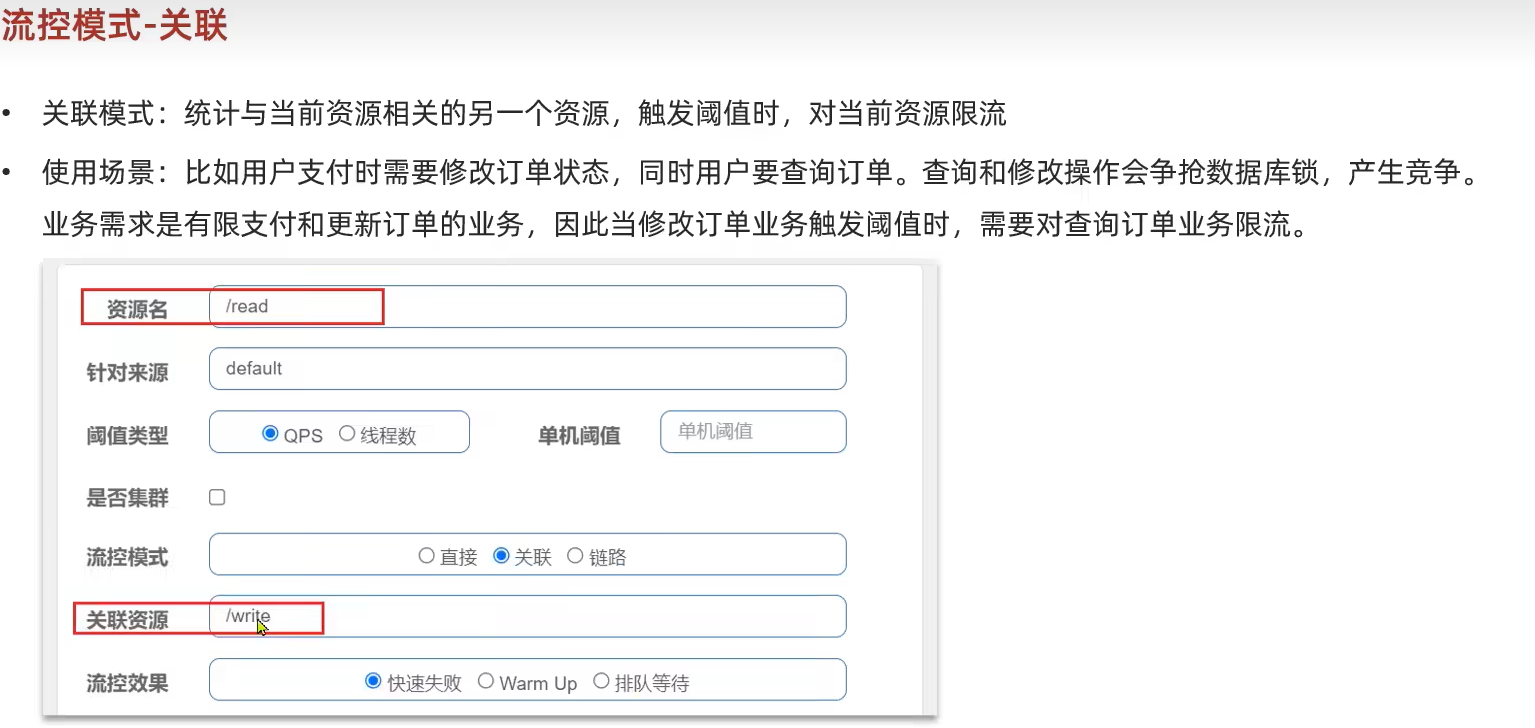 流控模式-关联
• 关联模式：统计与当前资源相关的另一个资源，触发阈值时，对当前资源限流
• 使用场景：比如用户支付时需要修改订单状态，同时用户要查询订单。查询和修改操作会争抢数据库锁，产生竞争。
业务需求是有限支付和更新订单的业务，因此当修改订单业务触发阈值时，需要对查询订单业务限流。
资源名 /read
针对来源 default
阈值类型 QPS 线程数 单机阈值 单机阈值
是否集群
流控模式 直接 关联 链路
关联资源 /write
流控效果 快速失败 Warm Up 排队等待